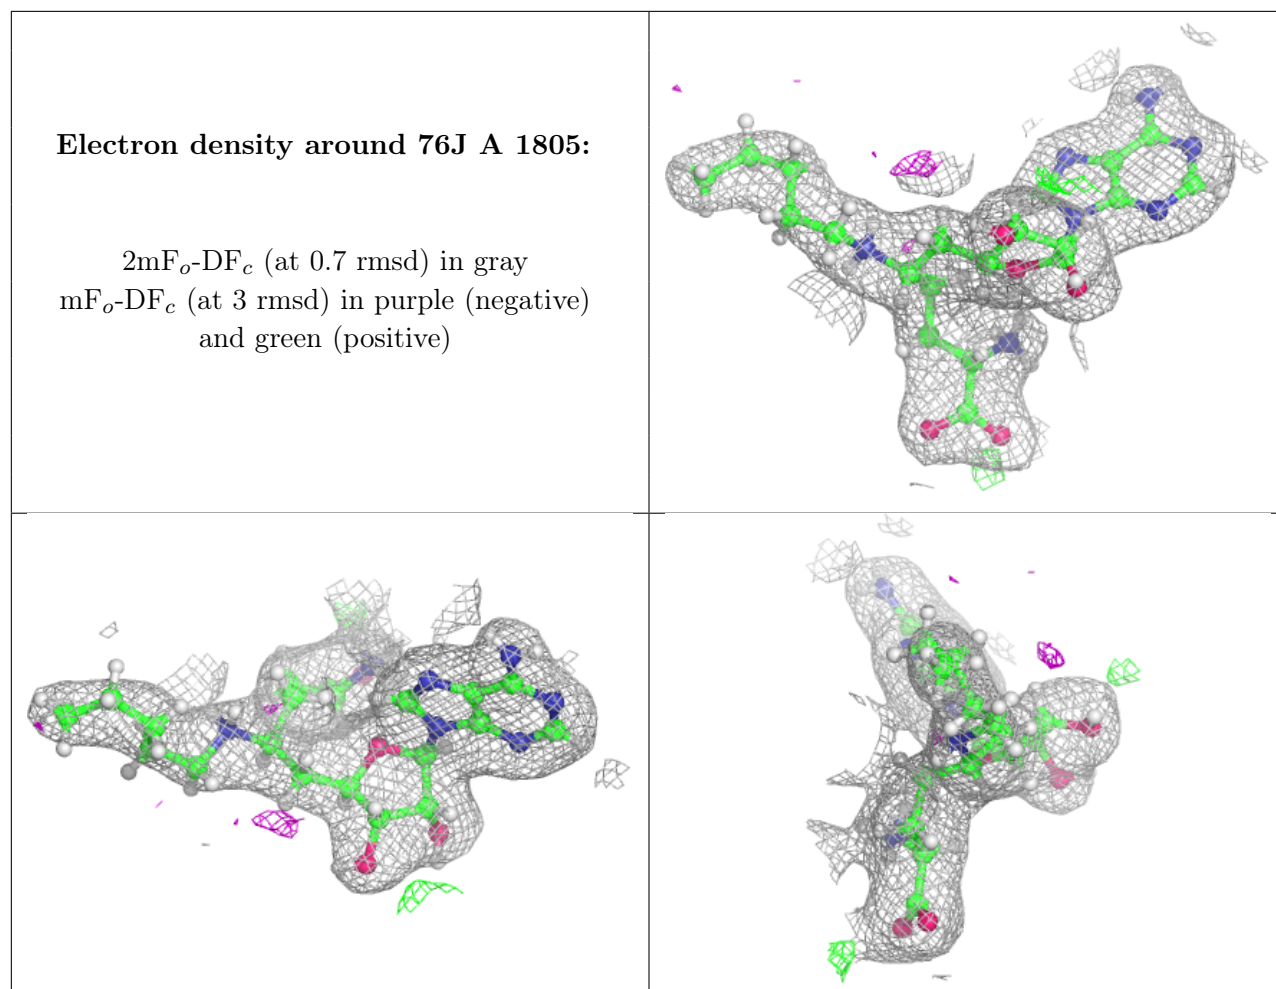 Electron density around 76J A 1805:
2mFₒ-DF𝒸 (at 0.7 rmsd) in gray
mFₒ-DF𝒸 (at 3 rmsd) in purple (negative)
and green (positive)